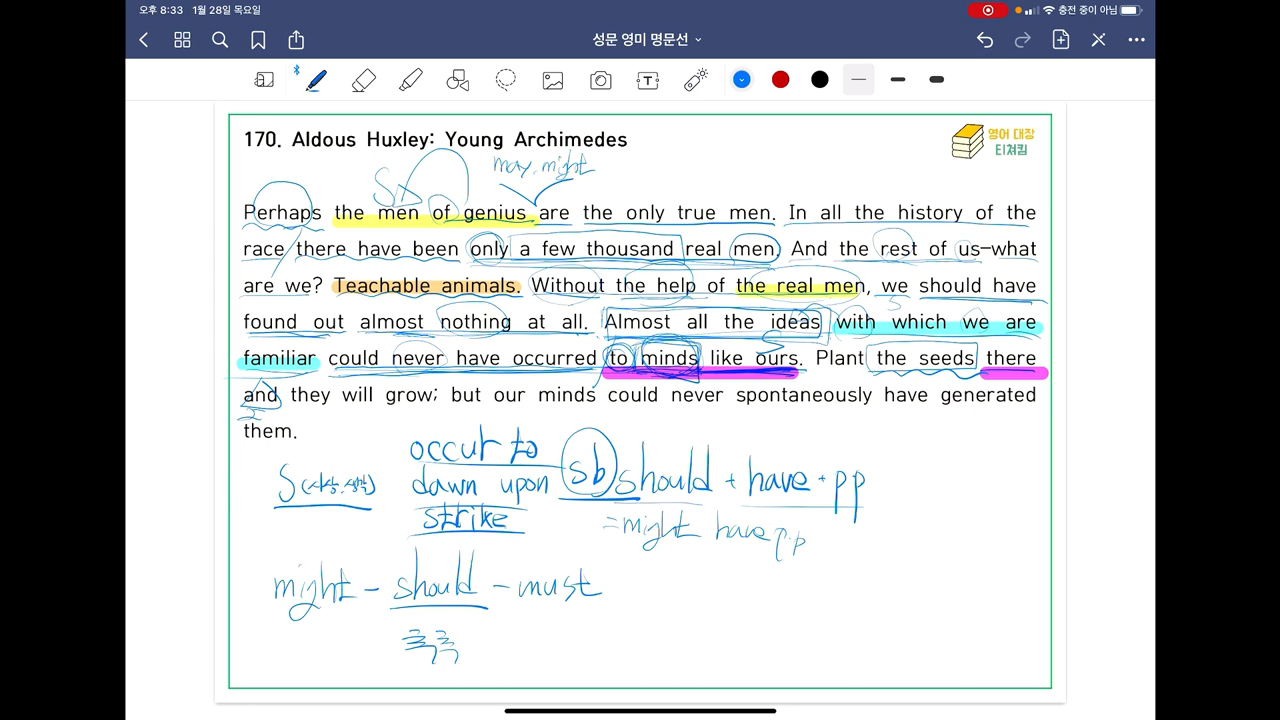 오후 8:33 1월 28일 목요일
충전 중이 아님
성문 영미 명문선
170. Aldous Huxley: Young Archimedes
영어 대장
티쳐킴
may. might
Perhaps the men of genius are the only true men. In all the history of the
race there have been only a few thousand real men. And the rest of us—what
are we? Teachable animals. Without the help of the real men, we should have
found out almost nothing at all. Almost all the ideas with which we are
familiar could never have occurred to minds like ours. Plant the seeds there
and they will grow; but our minds could never spontaneously have generated
them.
occur to
dawn upon
strike
sb
should + have + pp
= might have p.p
might - should - must